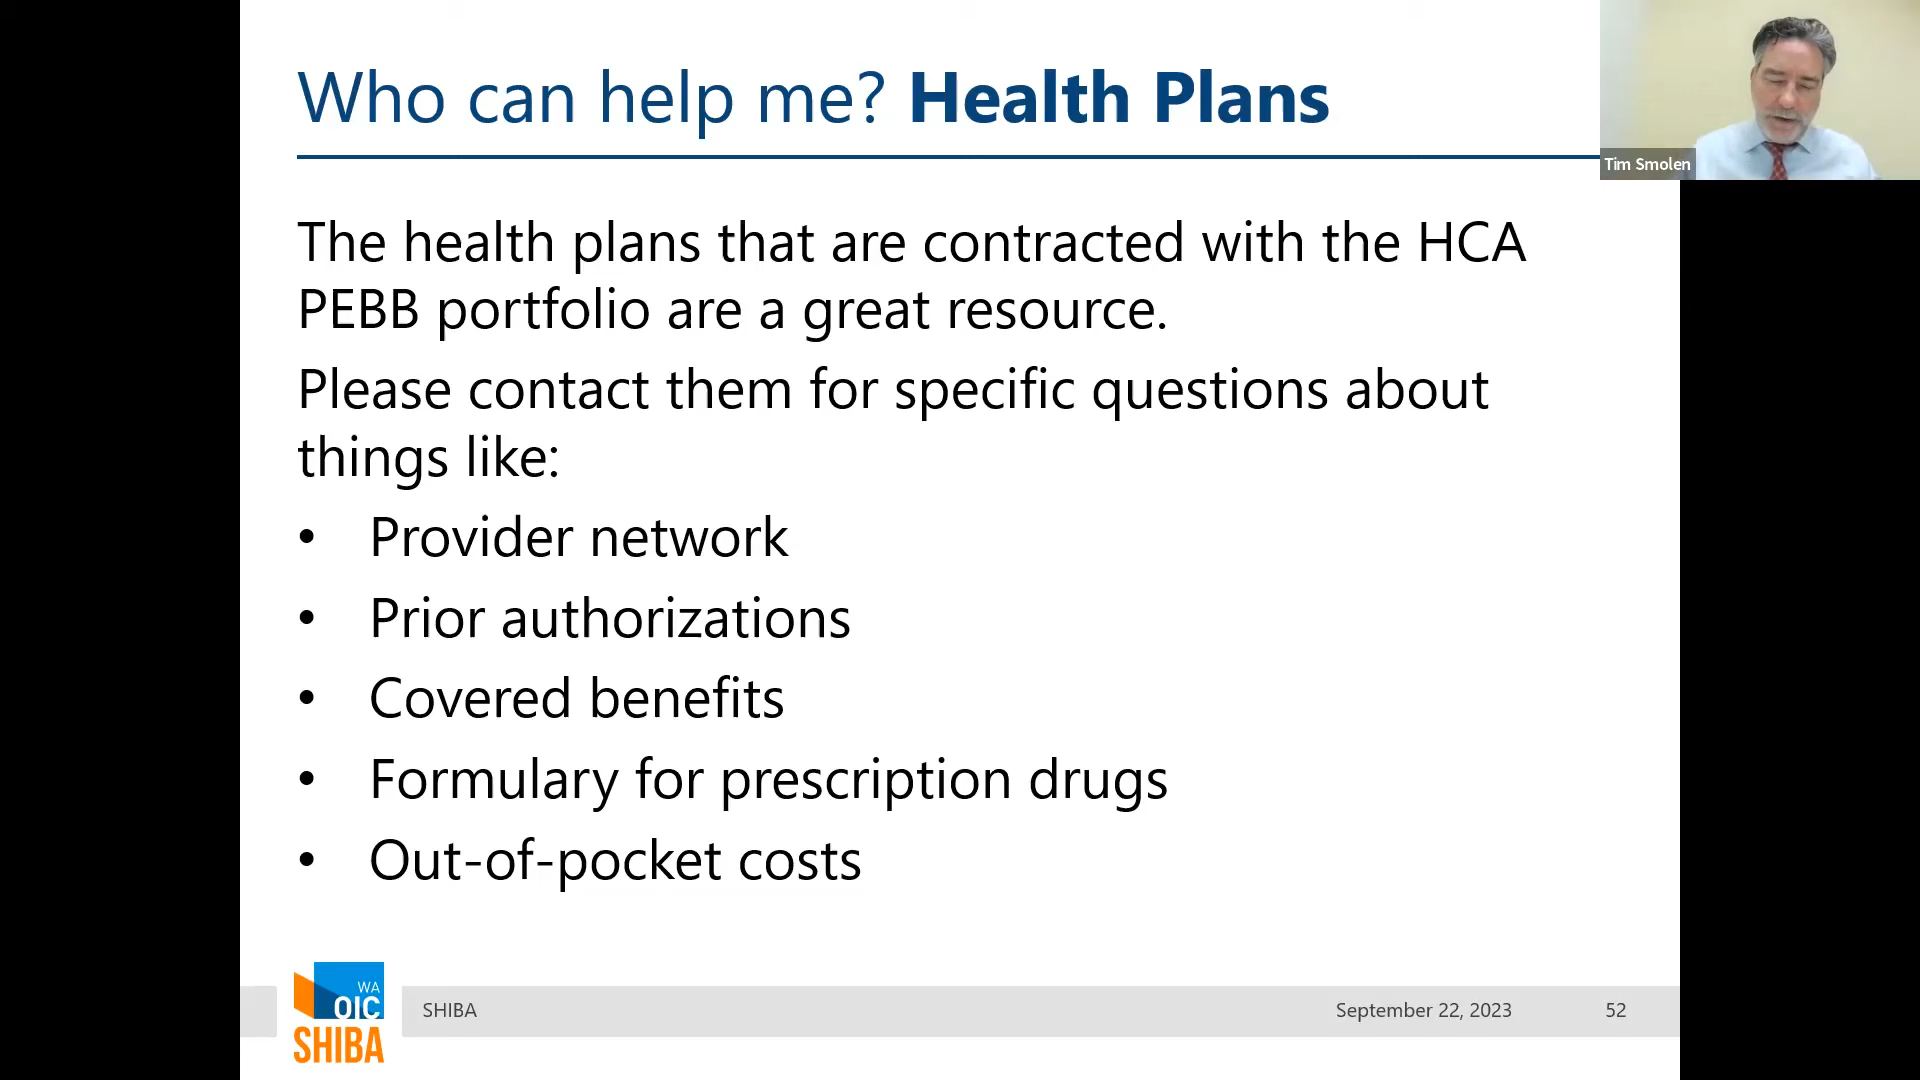 Who can help me? Health Plans
Tim Smolen
The health plans that are contracted with the HCA
PEBB portfolio are a great resource.
Please contact them for specific questions about
things like:
• Provider network
• Prior authorizations
• Covered benefits
• Formulary for prescription drugs
• Out-of-pocket costs
WA
OIC
SHIBA
SHIBA
September 22, 2023
52